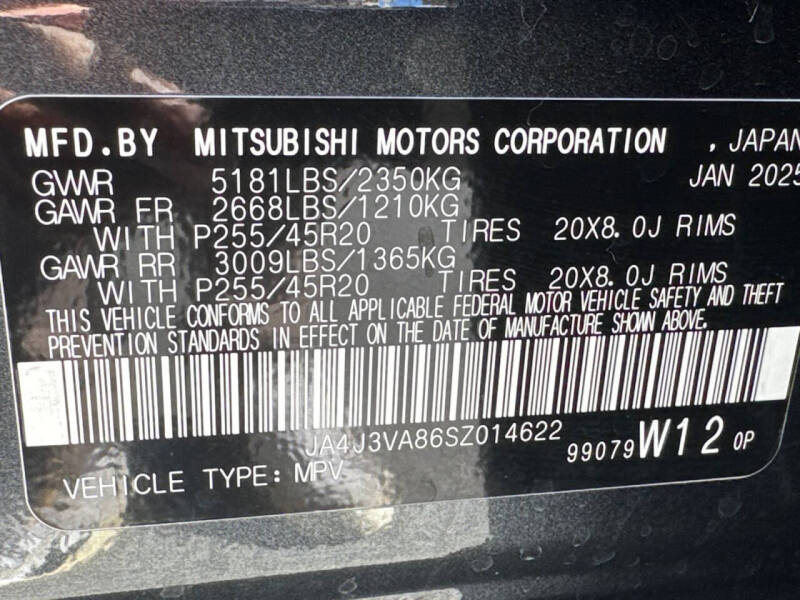 MFD.BY MITSUBISHI MOTORS CORPORATION , JAPAN
GVWR 5181LBS/2350KG JAN 2025
GAWR FR 2668LBS/1210KG
WITH P255/45R20 TIRES 20X8.0J RIMS
GAWR RR 3009LBS/1365KG
WITH P255/45R20 TIRES 20X8.0J RIMS
THIS VEHICLE CONFORMS TO ALL APPLICABLE FEDERAL MOTOR VEHICLE SAFETY AND THEFT
PREVENTION STANDARDS IN EFFECT ON THE DATE OF MANUFACTURE SHOWN ABOVE.
JA4J3VA86SZ014622
99079 W12 0P
VEHICLE TYPE: MPV